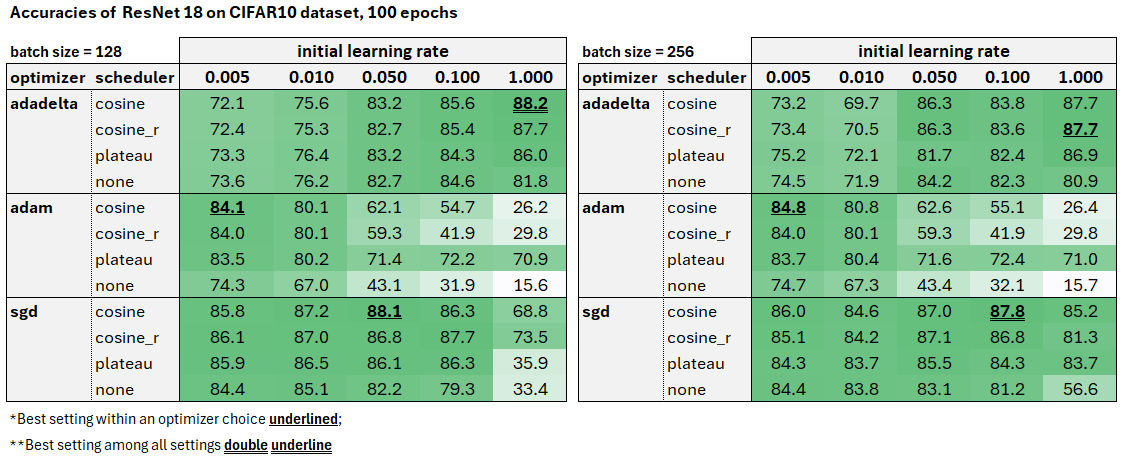 Accuracies of ResNet 18 on CIFAR10 dataset, 100 epochs
batch size = 128 initial learning rate batch size = 256 initial learning rate
optimizer scheduler 0.005 0.010 0.050 0.100 1.000 optimizer scheduler 0.005 0.010 0.050 0.100 1.000
adadelta cosine 72.1 75.6 83.2 85.6 88.2 adadelta cosine 73.2 69.7 86.3 83.8 87.7
cosine_r 72.4 75.3 82.7 85.4 87.7 cosine_r 73.4 70.5 86.3 83.6 87.7
plateau 73.3 76.4 83.2 84.3 86.0 plateau 75.2 72.1 81.7 82.4 86.9
none 73.6 76.2 82.7 84.6 81.8 none 74.5 71.9 84.2 82.3 80.9
adam cosine 84.1 80.1 62.1 54.7 26.2 adam cosine 84.8 80.8 62.6 55.1 26.4
cosine_r 84.0 80.1 59.3 41.9 29.8 cosine_r 84.0 80.1 59.3 41.9 29.8
plateau 83.5 80.2 71.4 72.2 70.9 plateau 83.7 80.4 71.6 72.4 71.0
none 74.3 67.0 43.1 31.9 15.6 none 74.7 67.3 43.4 32.1 15.7
sgd cosine 85.8 87.2 88.1 86.3 68.8 sgd cosine 86.0 84.6 87.0 87.8 85.2
cosine_r 86.1 87.0 86.8 87.7 73.5 cosine_r 85.1 84.2 87.1 86.8 81.3
plateau 85.9 86.5 86.1 86.3 35.9 plateau 84.3 83.7 85.5 84.3 83.7
none 84.4 85.1 82.2 79.3 33.4 none 84.4 83.8 83.1 81.2 56.6
*Best setting within an optimizer choice underlined;
**Best setting among all settings double underline